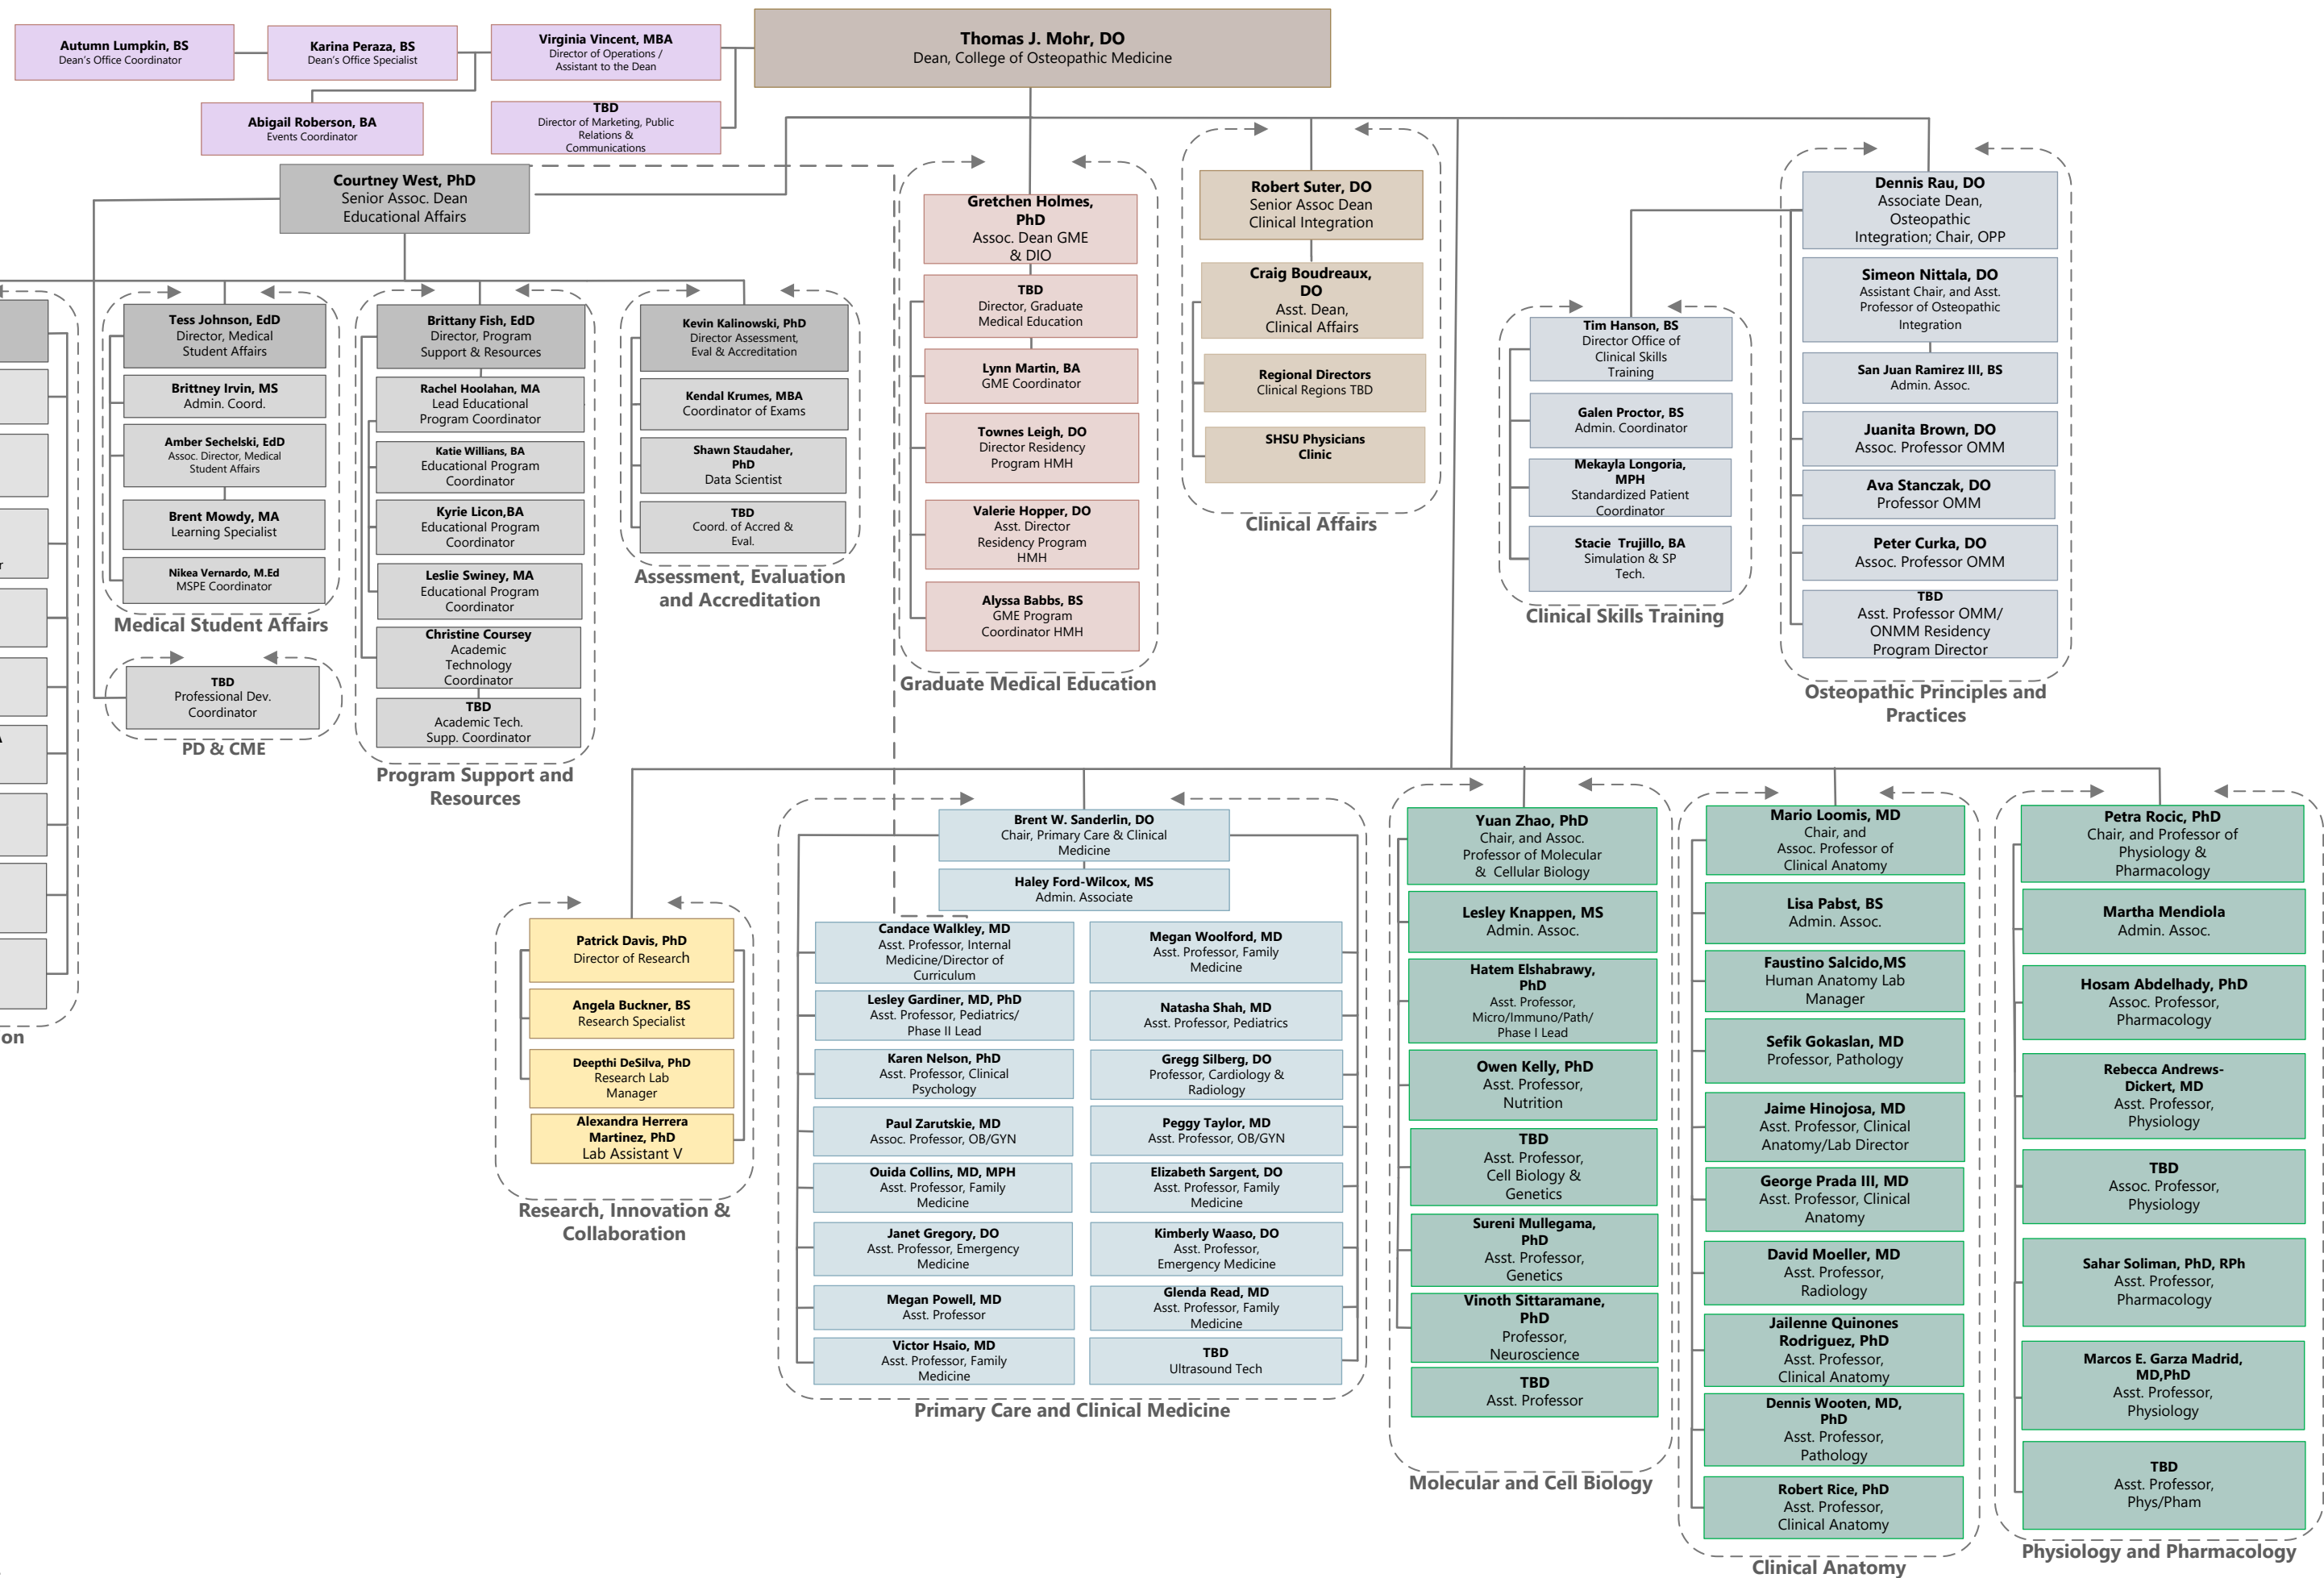 Autumn Lumpkin, BS
Dean's Office Coordinator
Karina Peraza, BS
Dean's Office Specialist
Virginia Vincent, MBA
Director of Operations /
Assistant to the Dean
Thomas J. Mohr, DO
Dean, College of Osteopathic Medicine
Abigail Roberson, BA
Events Coordinator
TBD
Director of Marketing, Public
Relations &
Communications
Courtney West, PhD
Senior Assoc. Dean
Educational Affairs
Tess Johnson, EdD
Director, Medical
Student Affairs
Brittney Irvin, MS
Admin. Coord.
Amber Sechelski, EdD
Assoc. Director, Medical
Student Affairs
Brent Mowdy, MA
Learning Specialist
Nikea Vernardo, M.Ed
MSPE Coordinator
Medical Student Affairs
TBD
Professional Dev.
Coordinator
PD & CME
Brittany Fish, EdD
Director, Program
Support & Resources
Rachel Hoolahan, MA
Lead Educational
Program Coordinator
Katie Willians, BA
Educational Program
Coordinator
Kyrie Licon,BA
Educational Program
Coordinator
Leslie Swiney, MA
Educational Program
Coordinator
Christine Coursey
Academic
Technology
Coordinator
TBD
Academic Tech.
Supp. Coordinator
Program Support and
Resources
Kevin Kalinowski, PhD
Director Assessment,
Eval & Accreditation
Kendal Krumes, MBA
Coordinator of Exams
Shawn Staudaher,
PhD
Data Scientist
TBD
Coord. of Accred &
Eval.
Assessment, Evaluation
and Accreditation
Gretchen Holmes,
PhD
Assoc. Dean GME
& DIO
TBD
Director, Graduate
Medical Education
Lynn Martin, BA
GME Coordinator
Townes Leigh, DO
Director Residency
Program HMH
Valerie Hopper, DO
Asst. Director
Residency Program
HMH
Alyssa Babbs, BS
GME Program
Coordinator HMH
Graduate Medical Education
Robert Suter, DO
Senior Assoc Dean
Clinical Integration
Craig Boudreaux,
DO
Asst. Dean,
Clinical Affairs
Regional Directors
Clinical Regions TBD
SHSU Physicians
Clinic
Clinical Affairs
Tim Hanson, BS
Director Office of
Clinical Skills
Training
Galen Proctor, BS
Admin. Coordinator
Mekayla Longoria,
MPH
Standardized Patient
Coordinator
Stacie  Trujillo, BA
Simulation & SP
Tech.
Clinical Skills Training
Dennis Rau, DO
Associate Dean,
Osteopathic
Integration; Chair, OPP
Simeon Nittala, DO
Assistant Chair, and Asst.
Professor of Osteopathic
Integration
San Juan Ramirez III, BS
Admin. Assoc.
Juanita Brown, DO
Assoc. Professor OMM
Ava Stanczak, DO
Professor OMM
Peter Curka, DO
Assoc. Professor OMM
TBD
Asst. Professor OMM/
ONMM Residency
Program Director
Osteopathic Principles and
Practices
r
A
on
Patrick Davis, PhD
Director of Research
Angela Buckner, BS
Research Specialist
Deepthi DeSilva, PhD
Research Lab
Manager
Alexandra Herrera
Martinez, PhD
Lab Assistant V
Research, Innovation &
Collaboration
Brent W. Sanderlin, DO
Chair, Primary Care & Clinical
Medicine
Haley Ford-Wilcox, MS
Admin. Associate
Candace Walkley, MD
Asst. Professor, Internal
Medicine/Director of
Curriculum
Megan Woolford, MD
Asst. Professor, Family
Medicine
Lesley Gardiner, MD, PhD
Asst. Professor, Pediatrics/
Phase II Lead
Natasha Shah, MD
Asst. Professor, Pediatrics
Karen Nelson, PhD
Asst. Professor, Clinical
Psychology
Gregg Silberg, DO
Professor, Cardiology &
Radiology
Paul Zarutskie, MD
Assoc. Professor, OB/GYN
Peggy Taylor, MD
Asst. Professor, OB/GYN
Ouida Collins, MD, MPH
Asst. Professor, Family
Medicine
Elizabeth Sargent, DO
Asst. Professor, Family
Medicine
Janet Gregory, DO
Asst. Professor, Emergency
Medicine
Kimberly Waaso, DO
Asst. Professor,
Emergency Medicine
Megan Powell, MD
Asst. Professor
Glenda Read, MD
Asst. Professor, Family
Medicine
Victor Hsaio, MD
Asst. Professor, Family
Medicine
TBD
Ultrasound Tech
Primary Care and Clinical Medicine
Yuan Zhao, PhD
Chair, and Assoc.
Professor of Molecular
&  Cellular Biology
Lesley Knappen, MS
Admin. Assoc.
Hatem Elshabrawy,
PhD
Asst. Professor,
Micro/Immuno/Path/
Phase I Lead
Owen Kelly, PhD
Asst. Professor,
Nutrition
TBD
Asst. Professor,
Cell Biology &
Genetics
Sureni Mullegama,
PhD
Asst. Professor,
Genetics
Vinoth Sittaramane,
PhD
Professor,
Neuroscience
TBD
Asst. Professor
Molecular and Cell Biology
Mario Loomis, MD
Chair, and
Assoc. Professor of
Clinical Anatomy
Lisa Pabst, BS
Admin. Assoc.
Faustino Salcido,MS
Human Anatomy Lab
Manager
Sefik Gokaslan, MD
Professor, Pathology
Jaime Hinojosa, MD
Asst. Professor, Clinical
Anatomy/Lab Director
George Prada III, MD
Asst. Professor, Clinical
Anatomy
David Moeller, MD
Asst. Professor,
Radiology
Jailenne Quinones
Rodriguez, PhD
Asst. Professor,
Clinical Anatomy
Dennis Wooten, MD,
PhD
Asst. Professor,
Pathology
Robert Rice, PhD
Asst. Professor,
Clinical Anatomy
Clinical Anatomy
Petra Rocic, PhD
Chair, and Professor of
Physiology &
Pharmacology
Martha Mendiola
Admin. Assoc.
Hosam Abdelhady, PhD
Assoc. Professor,
Pharmacology
Rebecca Andrews-
Dickert, MD
Asst. Professor,
Physiology
TBD
Assoc. Professor,
Physiology
Sahar Soliman, PhD, RPh
Asst. Professor,
Pharmacology
Marcos E. Garza Madrid,
MD,PhD
Asst. Professor,
Physiology
TBD
Asst. Professor,
Phys/Pham
Physiology and Pharmacology